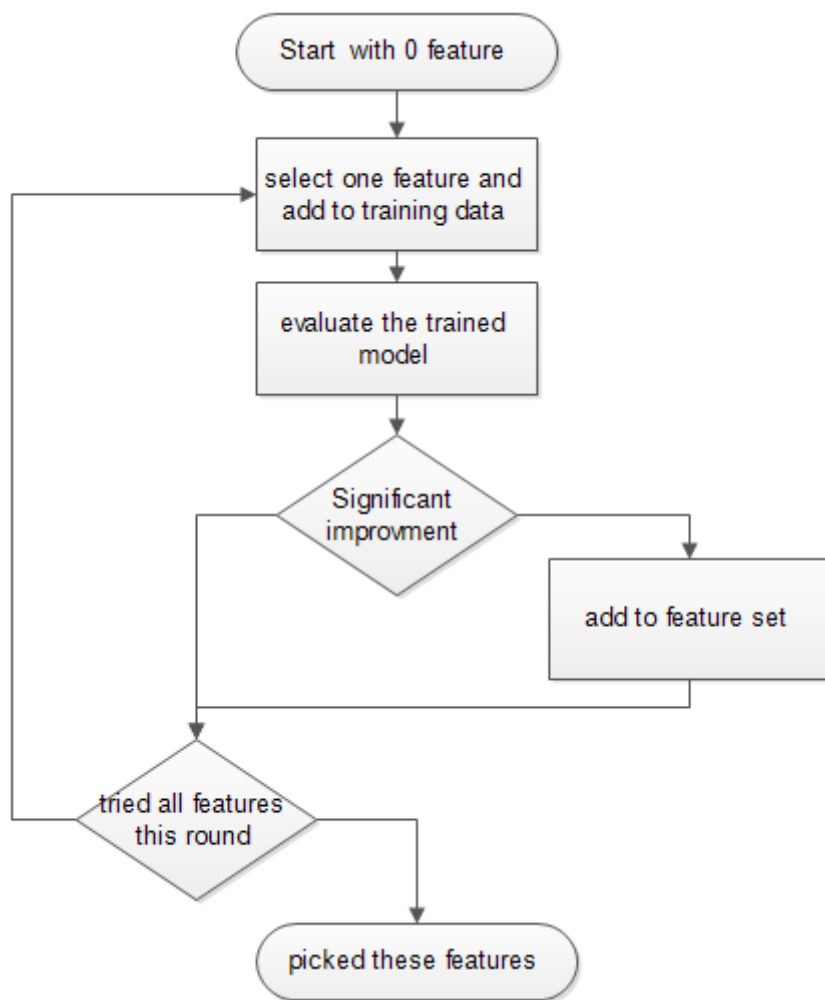 Start with 0 feature
select one feature and
add to training data
evaluate the trained
model
Significant
improvment
add to feature set
tried all features
this round
picked these features